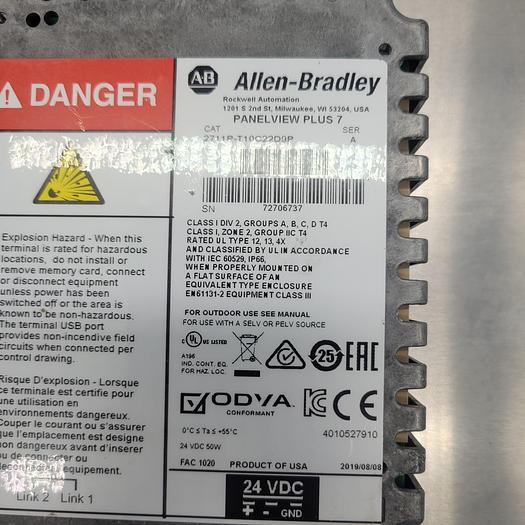 DANGER
Explosion Hazard - When this
terminal is rated for hazardous
locations, do not install or
remove memory card, connect
or disconnect equipment
unless power has been
switched off or the area is
known to be non-hazardous.
The terminal USB port
provides non-incendive field
circuits when connected per
control drawing.
Risque D'explosion - Lorsque
ce terminale est certifie pour
une utilisation en
environnements dangereux.
Couper le courant ou s'assurer
que l'emplacement est designe
non dangereux avant d'inserer
ou de connecter ou
deconnecter equipement.
Link 2 Link 1
AB Allen-Bradley
Rockwell Automation
1201 S 2nd St, Milwaukee, WI 53204, USA
PANELVIEW PLUS 7
CAT SER
2711P-T10C22D9P A
SN 72706737
CLASS I DIV 2, GROUPS A, B, C, D T4
CLASS I, ZONE 2, GROUP IIC T4
RATED UL TYPE 12, 13, 4X
AND CLASSIFIED BY UL IN ACCORDANCE
WITH IEC 60529, IP66,
WHEN PROPERLY MOUNTED ON
A FLAT SURFACE OF AN
EQUIVALENT TYPE ENCLOSURE
EN61131-2 EQUIPMENT CLASS III
FOR OUTDOOR USE SEE MANUAL
FOR USE WITH A SELV OR PELV SOURCE
c UL US LISTED
A196
IND. CONT. EQ.
FOR HAZ. LOC.
25 EAC
ODVA
CONFORMANT
KC CE
0°C ≤ Ta ≤ +55°C
4010527910
24 VDC 50W
FAC 1020 PRODUCT OF USA 2019/08/08
24 VDC
+ - GND